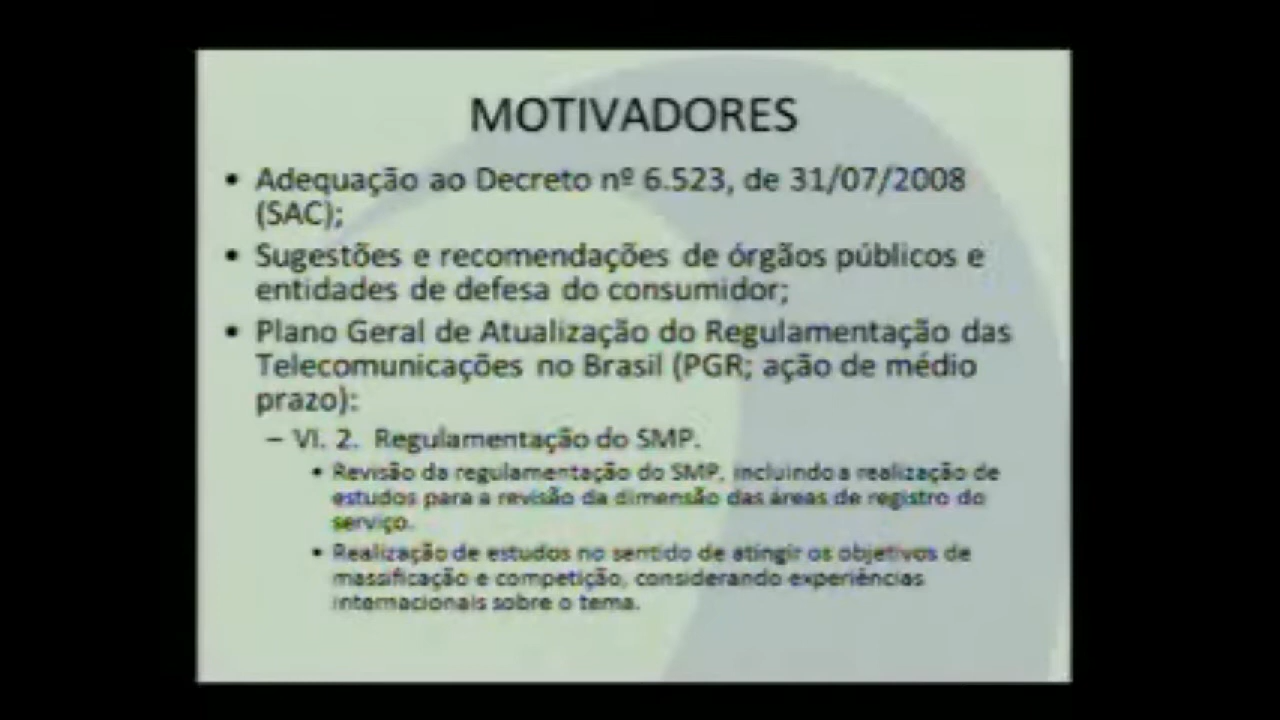 MOTIVADORES
• Adequação ao Decreto nº 6.523, de 31/07/2008
(SAC);
• Sugestões e recomendações de órgãos públicos e
entidades de defesa do consumidor;
• Plano Geral de Atualização do Regulamentação das
Telecomunicações no Brasil (PGR; ação de médio
prazo):
– VI. 2. Regulamentação do SMP.
• Revisão da regulamentação do SMP, incluindo a realização de
estudos para a revisão da dimensão das áreas de registro do
serviço.
• Realização de estudos no sentido de atingir os objetivos de
massificação e competição, considerando experiências
internacionais sobre o tema.